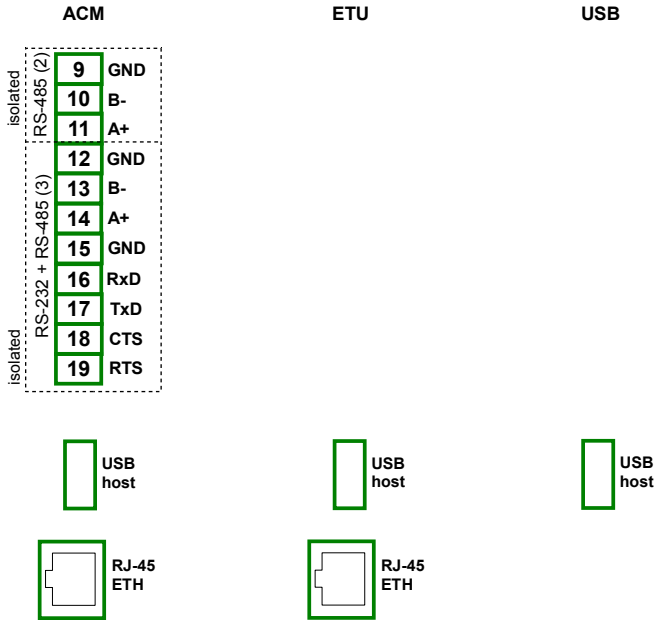 ACM ETU USB
isolated
RS-485 (2)
9 GND
10 B-
11 A+
isolated
RS-232 + RS-485 (3)
12 GND
13 B-
14 A+
15 GND
16 RxD
17 TxD
18 CTS
19 RTS
USB
host
USB
host
USB
host
RJ-45
ETH
RJ-45
ETH